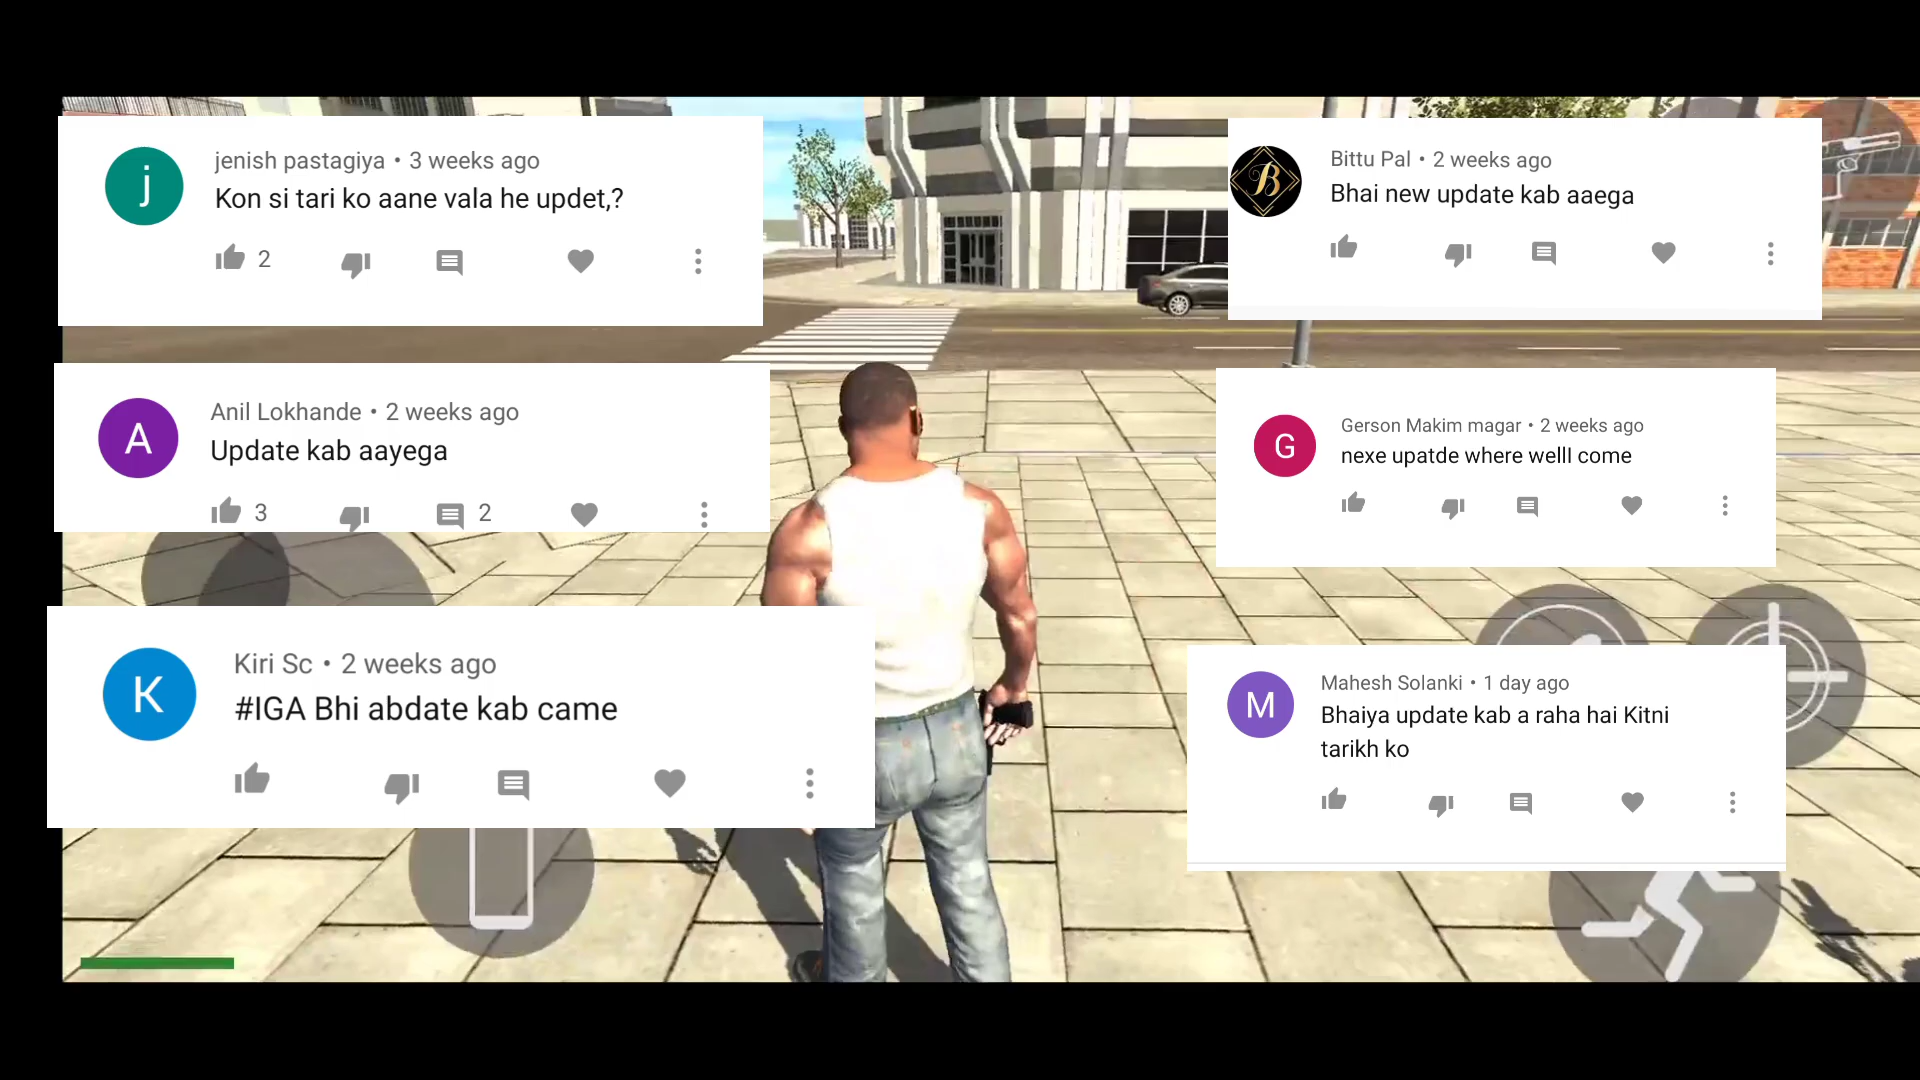 j
jenish pastagiya • 3 weeks ago
Kon si tari ko aane vala he updet,?
2
A
Anil Lokhande • 2 weeks ago
Update kab aayega
3 2
K
Kiri Sc • 2 weeks ago
#IGA Bhi abdate kab came
B
Bittu Pal • 2 weeks ago
Bhai new update kab aaega
G
Gerson Makim magar • 2 weeks ago
nexe upatde where welll come
M
Mahesh Solanki • 1 day ago
Bhaiya update kab a raha hai Kitni
tarikh ko